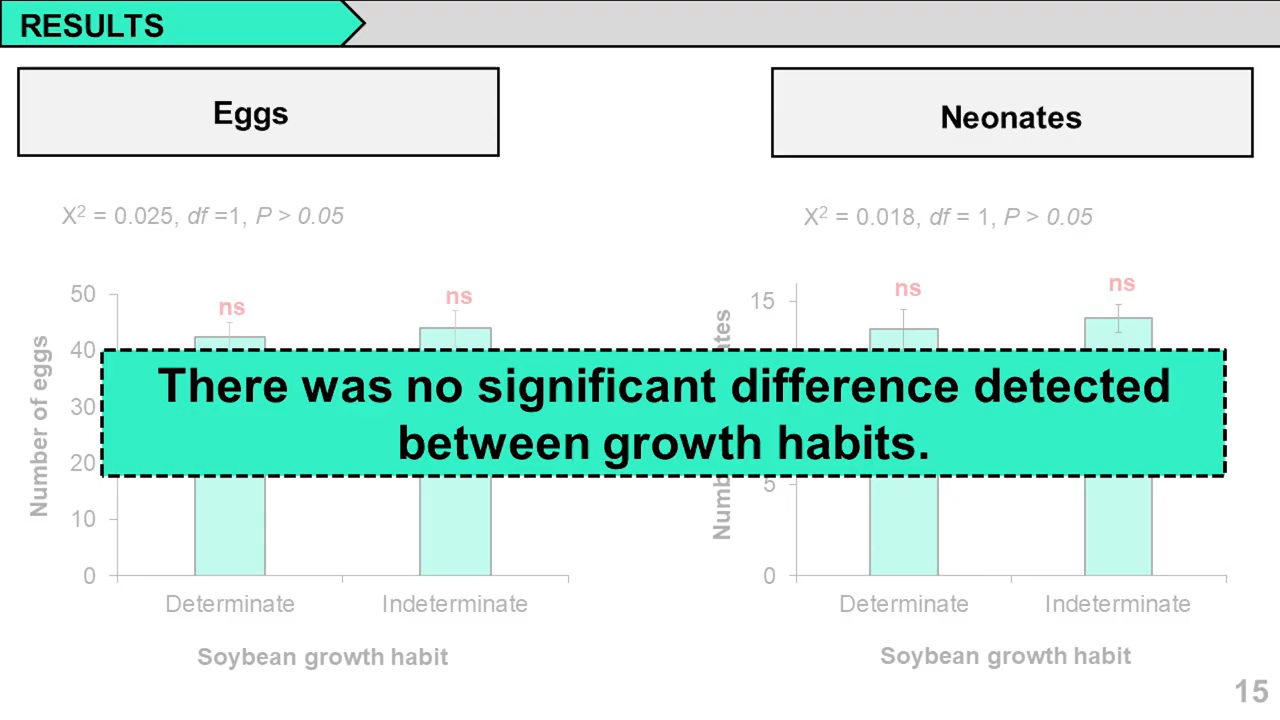 RESULTS
Eggs
Neonates
X² = 0.025, df =1, P > 0.05
X² = 0.018, df = 1, P > 0.05
50
40
30
20
10
0
Number of eggs
ns
ns
Determinate
Indeterminate
Soybean growth habit
15
5
0
ns
ns
Determinate
Indeterminate
Soybean growth habit
There was no significant difference detected
between growth habits.
15